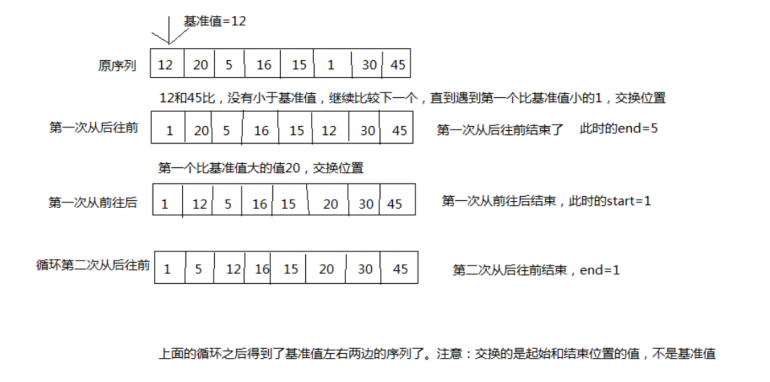 基准值=12
原序列 12 20 5 16 15 1 30 45
12和45比，没有小于基准值，继续比较下一个，直到遇到第一个比基准值小的1，交换位置
第一次从后往前 1 20 5 16 15 12 30 45 第一次从后往前结束了 此时的end=5
第一个比基准值大的值20，交换位置
第一次从前往后 1 12 5 16 15 20 30 45 第一次从前往后结束，此时的start=1
循环第二次从后往前 1 5 12 16 15 20 30 45 第二次从后往前结束，end=1
上面的循环之后得到了基准值左右两边的序列了。注意：交换的是起始和结束位置的值，不是基准值